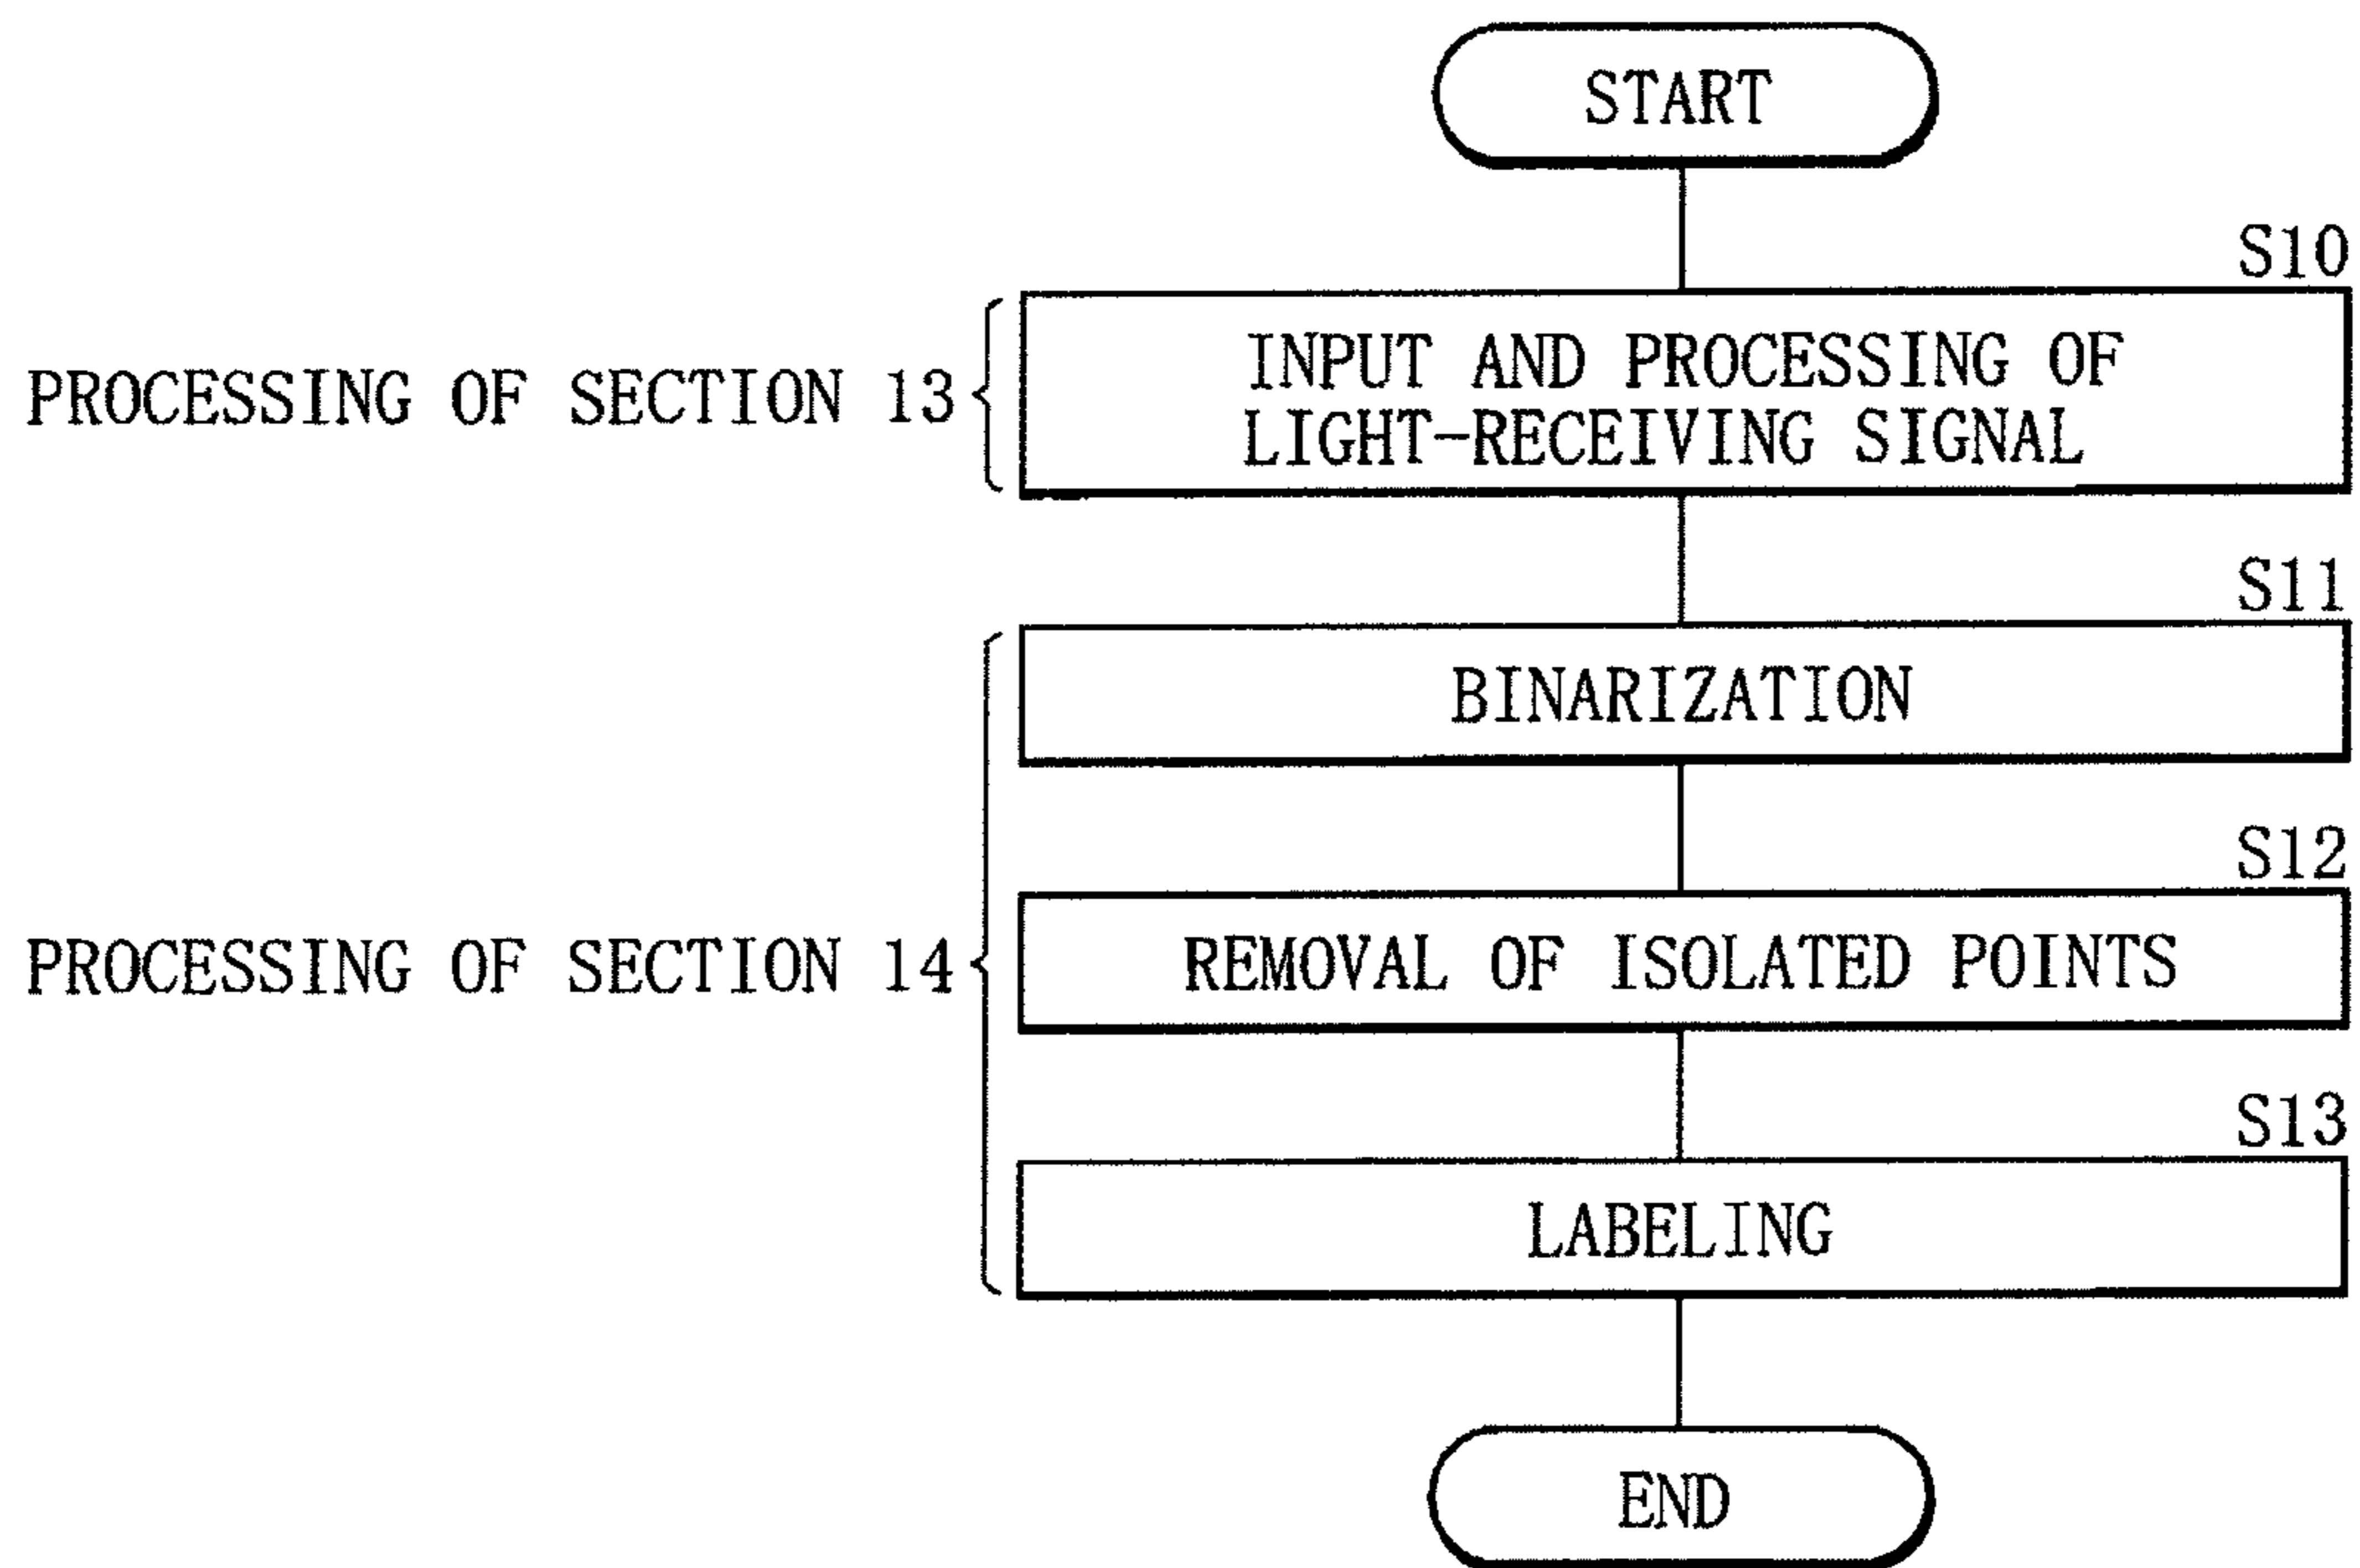 START
S10
PROCESSING OF SECTION 13
INPUT AND PROCESSING OF
LIGHT-RECEIVING SIGNAL
S11
BINARIZATION
S12
PROCESSING OF SECTION 14
REMOVAL OF ISOLATED POINTS
S13
LABELING
END